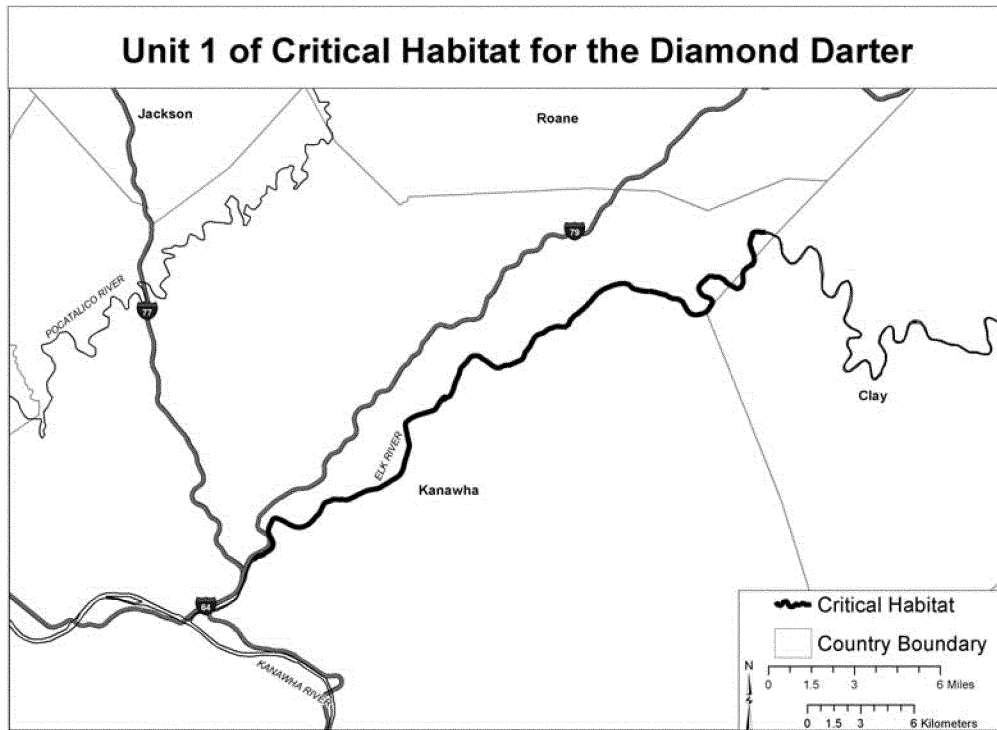 Unit 1 of Critical Habitat for the Diamond Darter
Jackson
Roane
79
POCATALICO RIVER
77
Clay
ELK RIVER
Kanawha
64
KANAWHA RIVER
Critical Habitat
Country Boundary
N
0 1.5 3 6 Miles
0 1.5 3 6 Kilometers